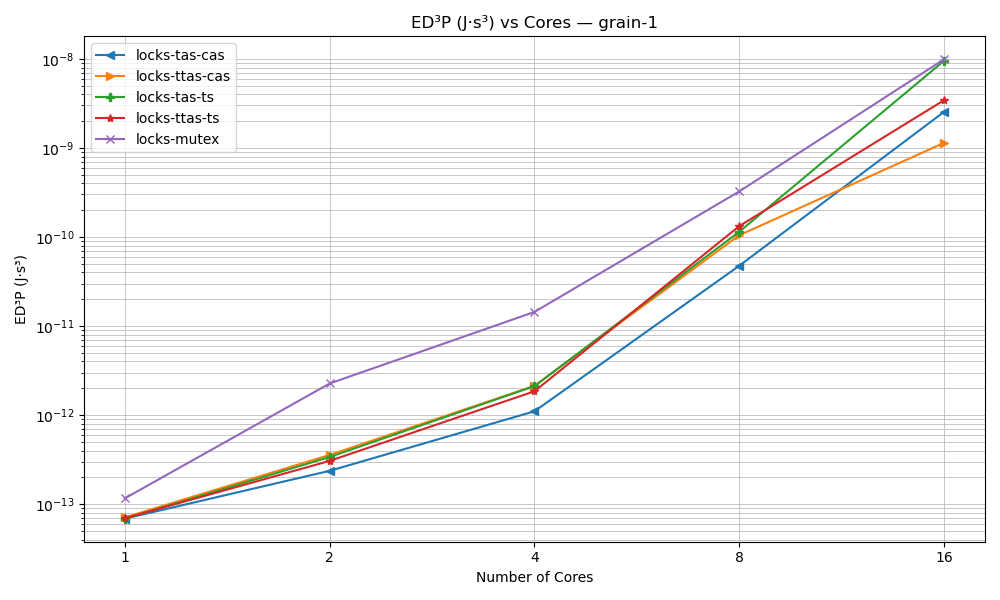 ED³P (J·s³) vs Cores — grain-1
locks-tas-cas
locks-ttas-cas
locks-tas-ts
locks-ttas-ts
locks-mutex
ED³P (J·s³)
10⁻⁸
10⁻⁹
10⁻¹⁰
10⁻¹¹
10⁻¹²
10⁻¹³
1 2 4 8 16
Number of Cores